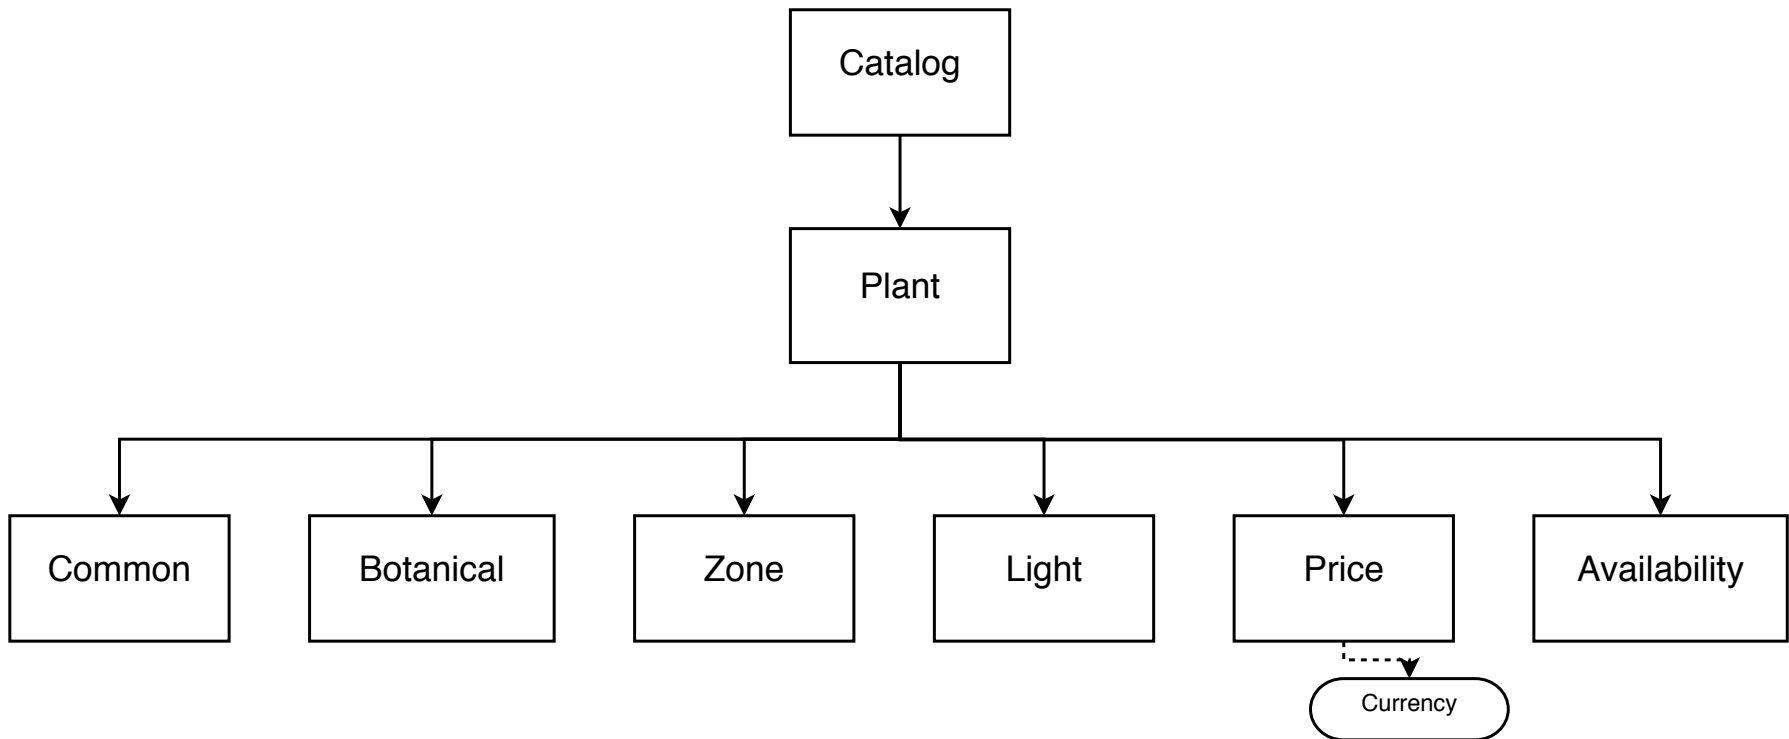 Catalog
Plant
Common
Botanical
Zone
Light
Price
Availability
Currency